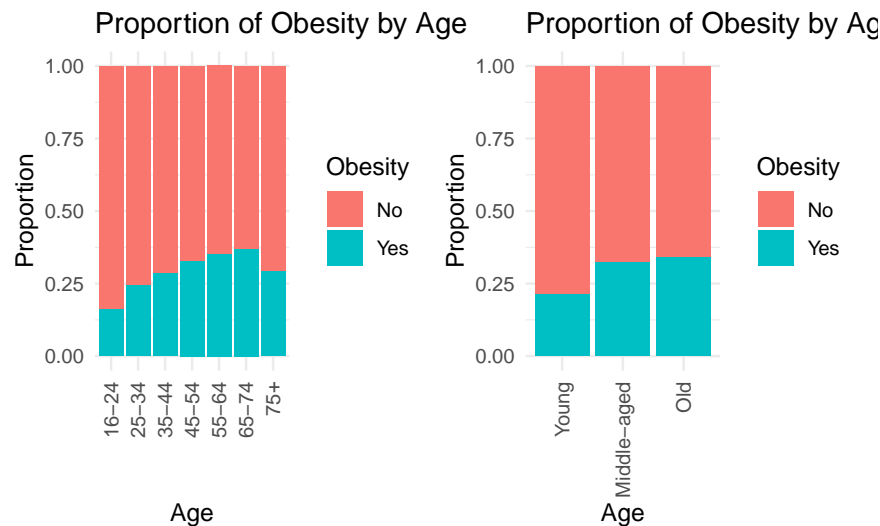 Proportion of Obesity by Age
1.00
0.75
0.50
0.25
0.00
Proportion
16−24
25−34
35−44
45−54
55−64
65−74
75+
Age
Obesity
No
Yes
Proportion of Obesity by Ag
1.00
0.75
0.50
0.25
0.00
Proportion
Young
Middle−aged
Old
Age
Obesity
No
Yes